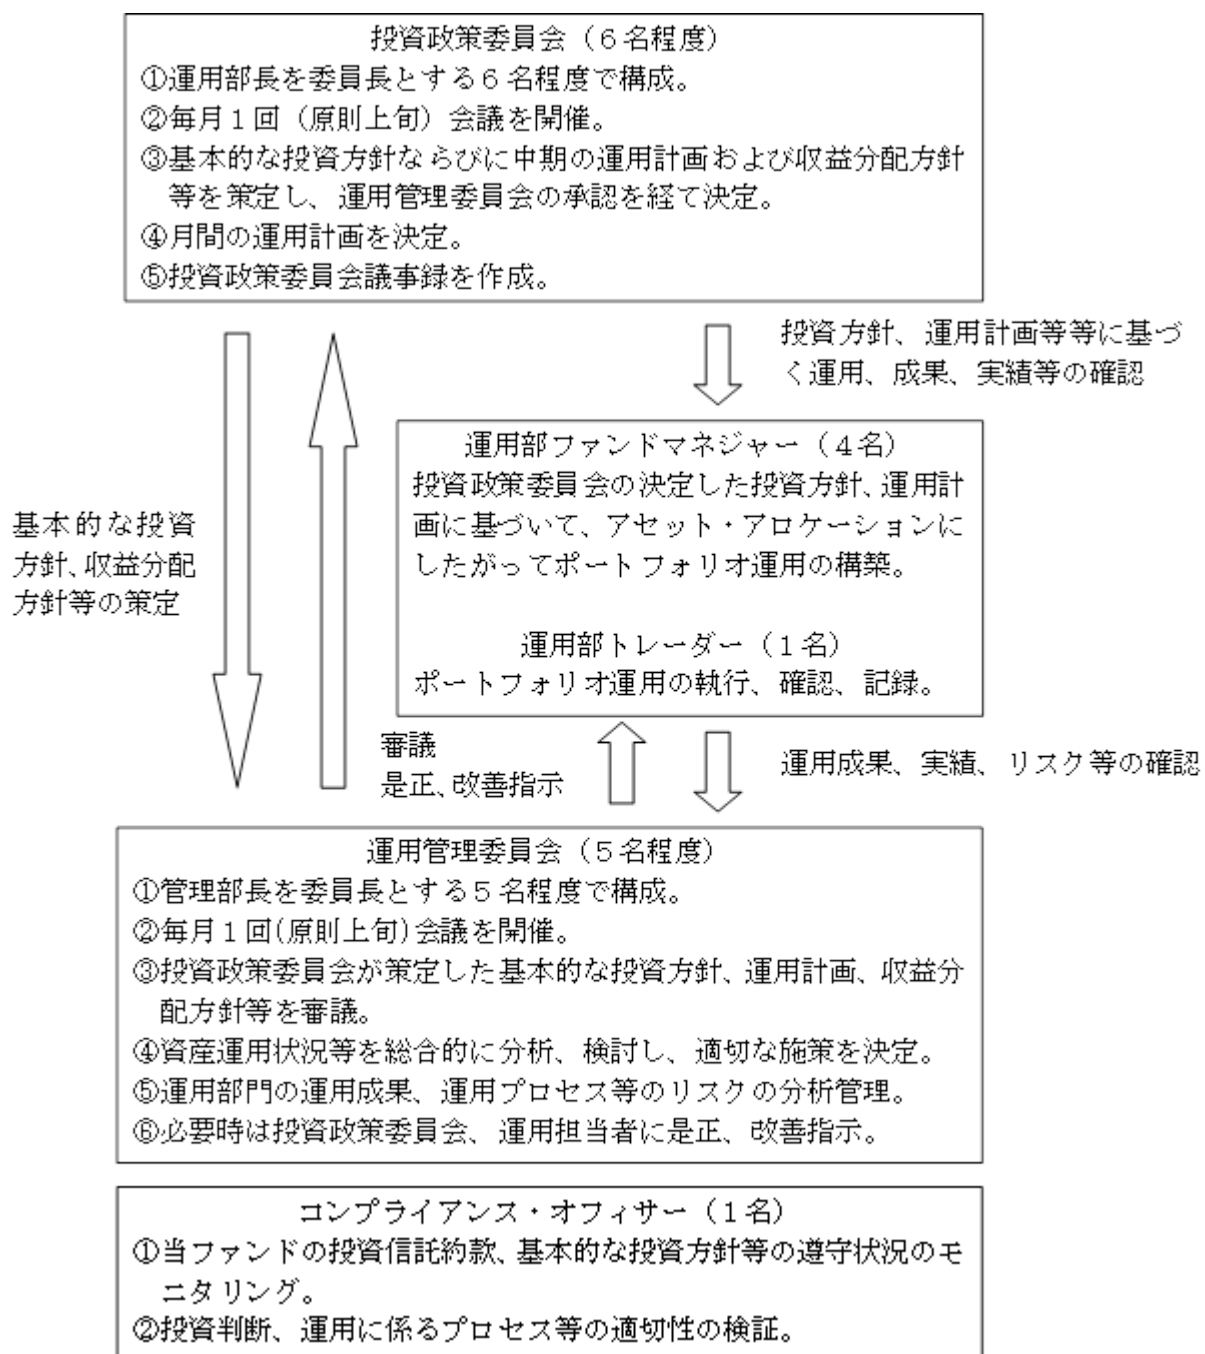 投資政策委員会（６名程度）
①運用部長を委員長とする６名程度で構成。
②毎月１回（原則上旬）会議を開催。
③基本的な投資方針ならびに中期の運用計画および収益分配方針
等を策定し、運用管理委員会の承認を経て決定。
④月間の運用計画を決定。
⑤投資政策委員会議事録を作成。
投資方針、運用計画等等に基づ
く運用、成果、実績等の確認
運用部ファンドマネジャー（４名）
投資政策委員会の決定した投資方針、運用計
画に基づいて、アセット・アロケーションに
したがってポートフォリオ運用の構築。
運用部トレーダー（１名）
ポートフォリオ運用の執行、確認、記録。
基本的な投資
方針、収益分配
方針等の策定
審議
是正、改善指示
運用成果、実績、リスク等の確認
運用管理委員会（５名程度）
①管理部長を委員長とする５名程度で構成。
②毎月１回(原則上旬)会議を開催。
③投資政策委員会が策定した基本的な投資方針、運用計画、収益分
配方針等を審議。
④資産運用状況等を総合的に分析、検討し、適切な施策を決定。
⑤運用部門の運用成果、運用プロセス等のリスクの分析管理。
⑥必要時は投資政策委員会、運用担当者に是正、改善指示。
コンプライアンス・オフィサー（１名）
①当ファンドの投資信託約款、基本的な投資方針等の遵守状況のモ
ニタリング。
②投資判断、運用に係るプロセス等の適切性の検証。